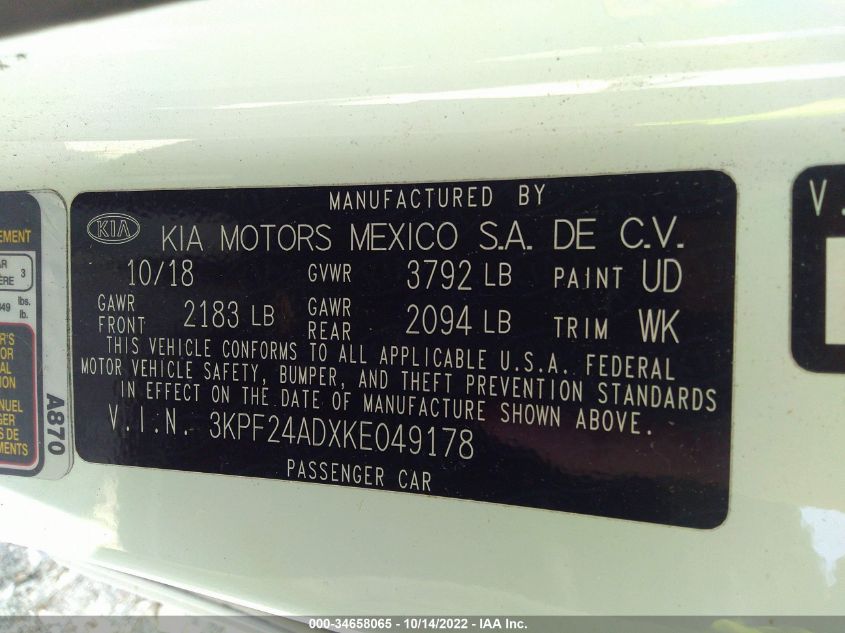 MANUFACTURED BY
KIA KIA MOTORS MEXICO S.A. DE C.V.
10/18 GVWR 3792 LB PAINT UD
GAWR FRONT 2183 LB GAWR REAR 2094 LB TRIM WK
THIS VEHICLE CONFORMS TO ALL APPLICABLE U.S.A. FEDERAL
MOTOR VEHICLE SAFETY, BUMPER, AND THEFT PREVENTION STANDARDS
IN EFFECT ON THE DATE OF MANUFACTURE SHOWN ABOVE.
V.I.N. 3KPF24ADXKE049178
PASSENGER CAR
A870
3
lbs.
lb.
V.
000-34658065 - 10/14/2022 - IAA Inc.